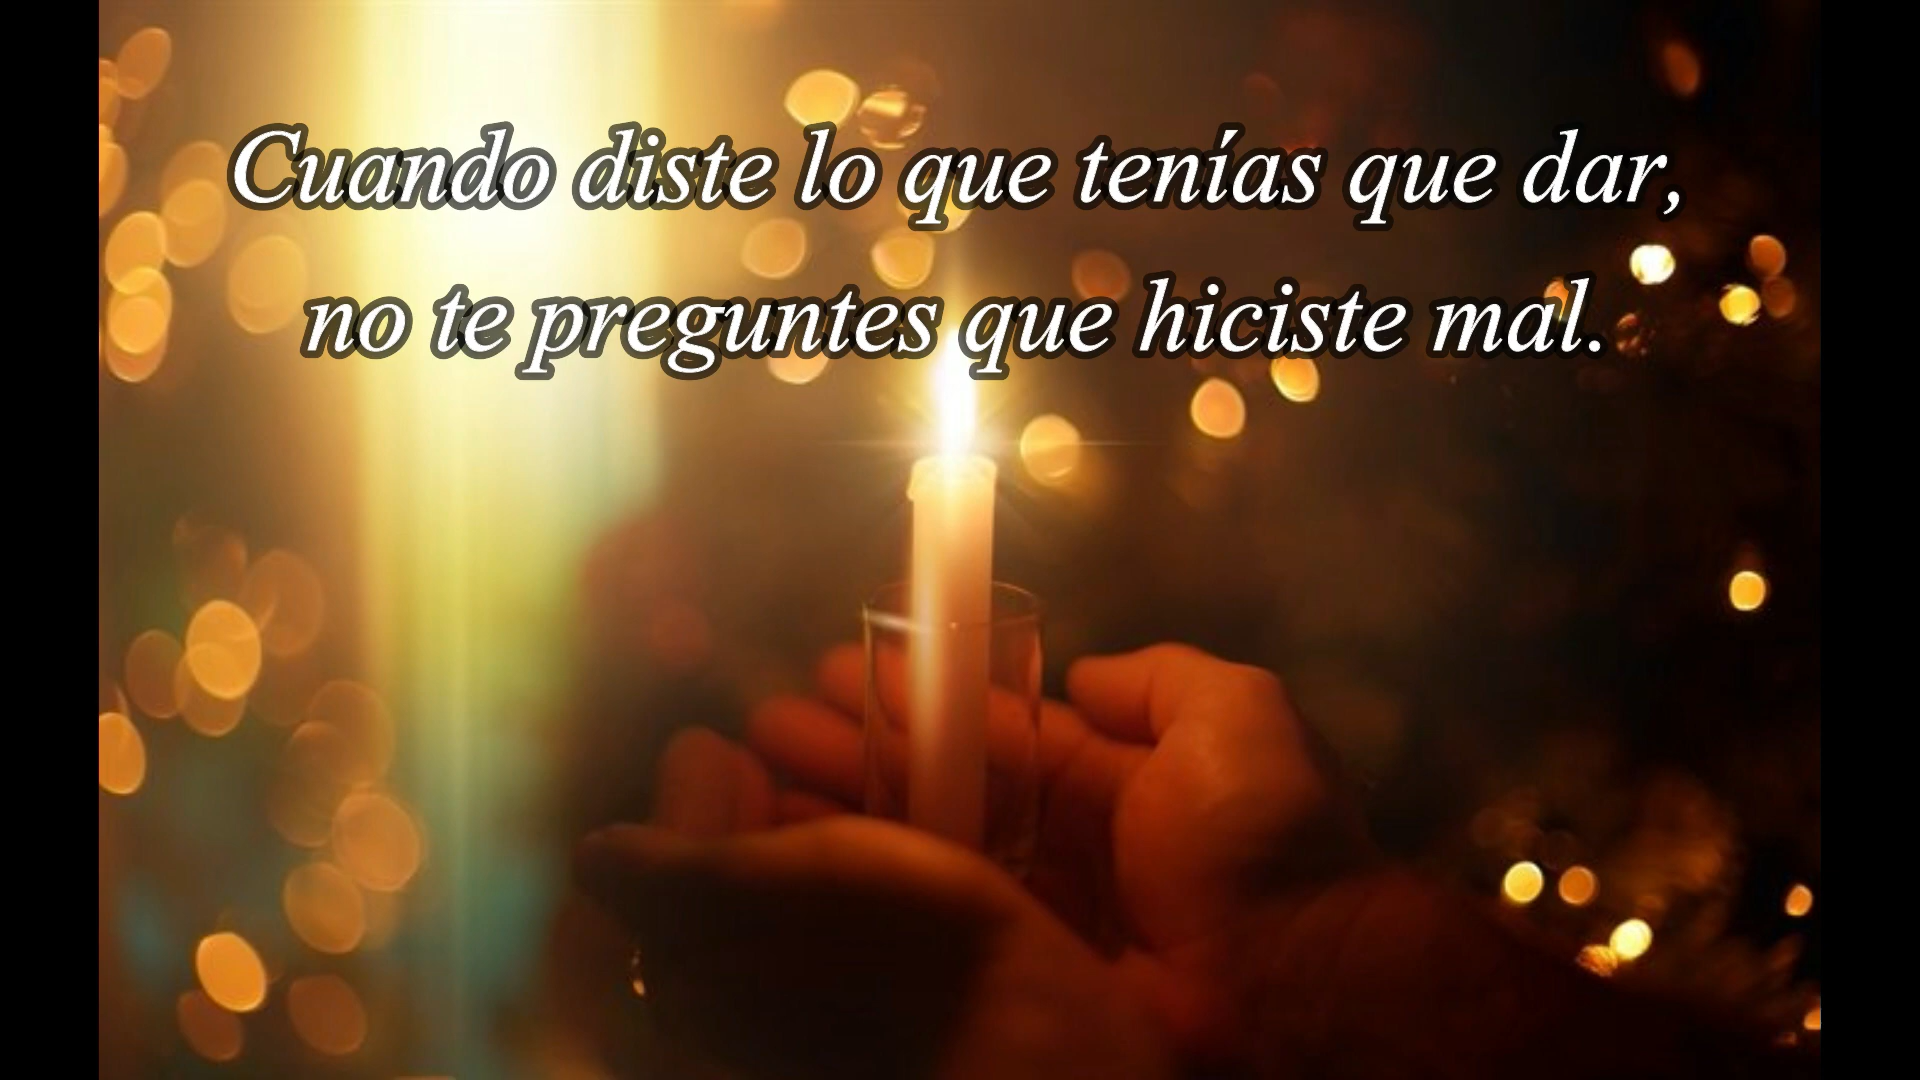 Cuando diste lo que tenías que dar,
no te preguntes que hiciste mal.